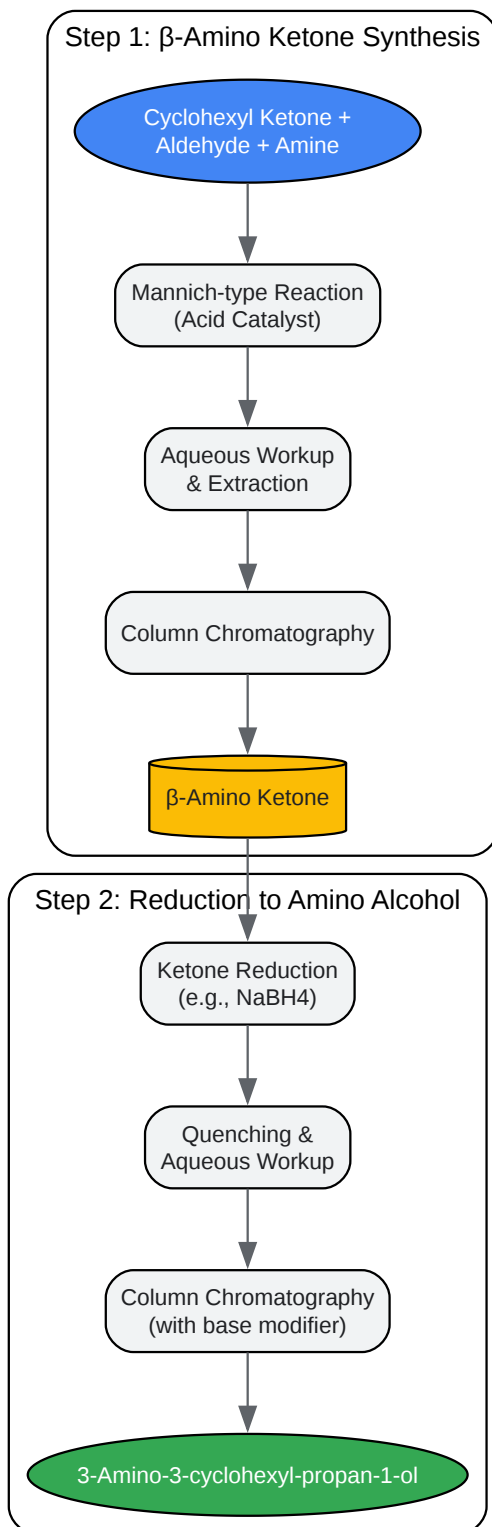 Step 1: β-Amino Ketone Synthesis
Cyclohexyl Ketone +
Aldehyde + Amine
Mannich-type Reaction
(Acid Catalyst)
Aqueous Workup
& Extraction
Column Chromatography
β-Amino Ketone
Step 2: Reduction to Amino Alcohol
Ketone Reduction
(e.g., NaBH4)
Quenching &
Aqueous Workup
Column Chromatography
(with base modifier)
3-Amino-3-cyclohexyl-propan-1-ol